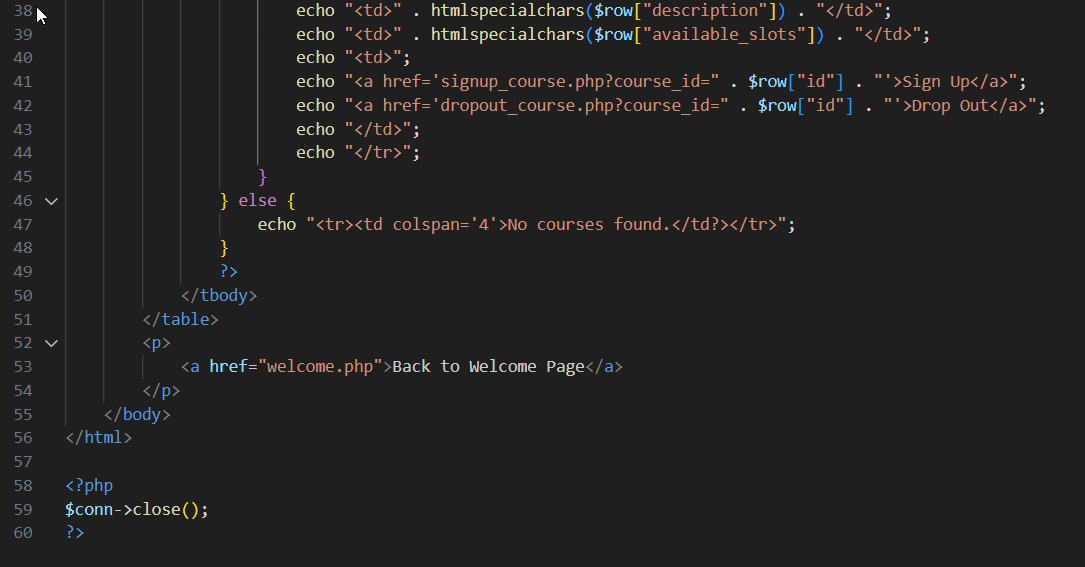 38 echo "<td>" . htmlspecialchars($row["description"]) . "</td>";
39 echo "<td>" . htmlspecialchars($row["available_slots"]) . "</td>";
40 echo "<td>";
41 echo "<a href='signup_course.php?course_id=" . $row["id"] . "'>Sign Up</a>";
42 echo "<a href='dropout_course.php?course_id=" . $row["id"] . "'>Drop Out</a>";
43 echo "</td>";
44 echo "</tr>";
45 }
46 } else {
47 echo "<tr><td colspan='4'>No courses found.</td?></tr>";
48 }
49 ?>
50 </tbody>
51 </table>
52 <p>
53 <a href="welcome.php">Back to Welcome Page</a>
54 </p>
55 </body>
56 </html>
57
58 <?php
59 $conn->close();
60 ?>